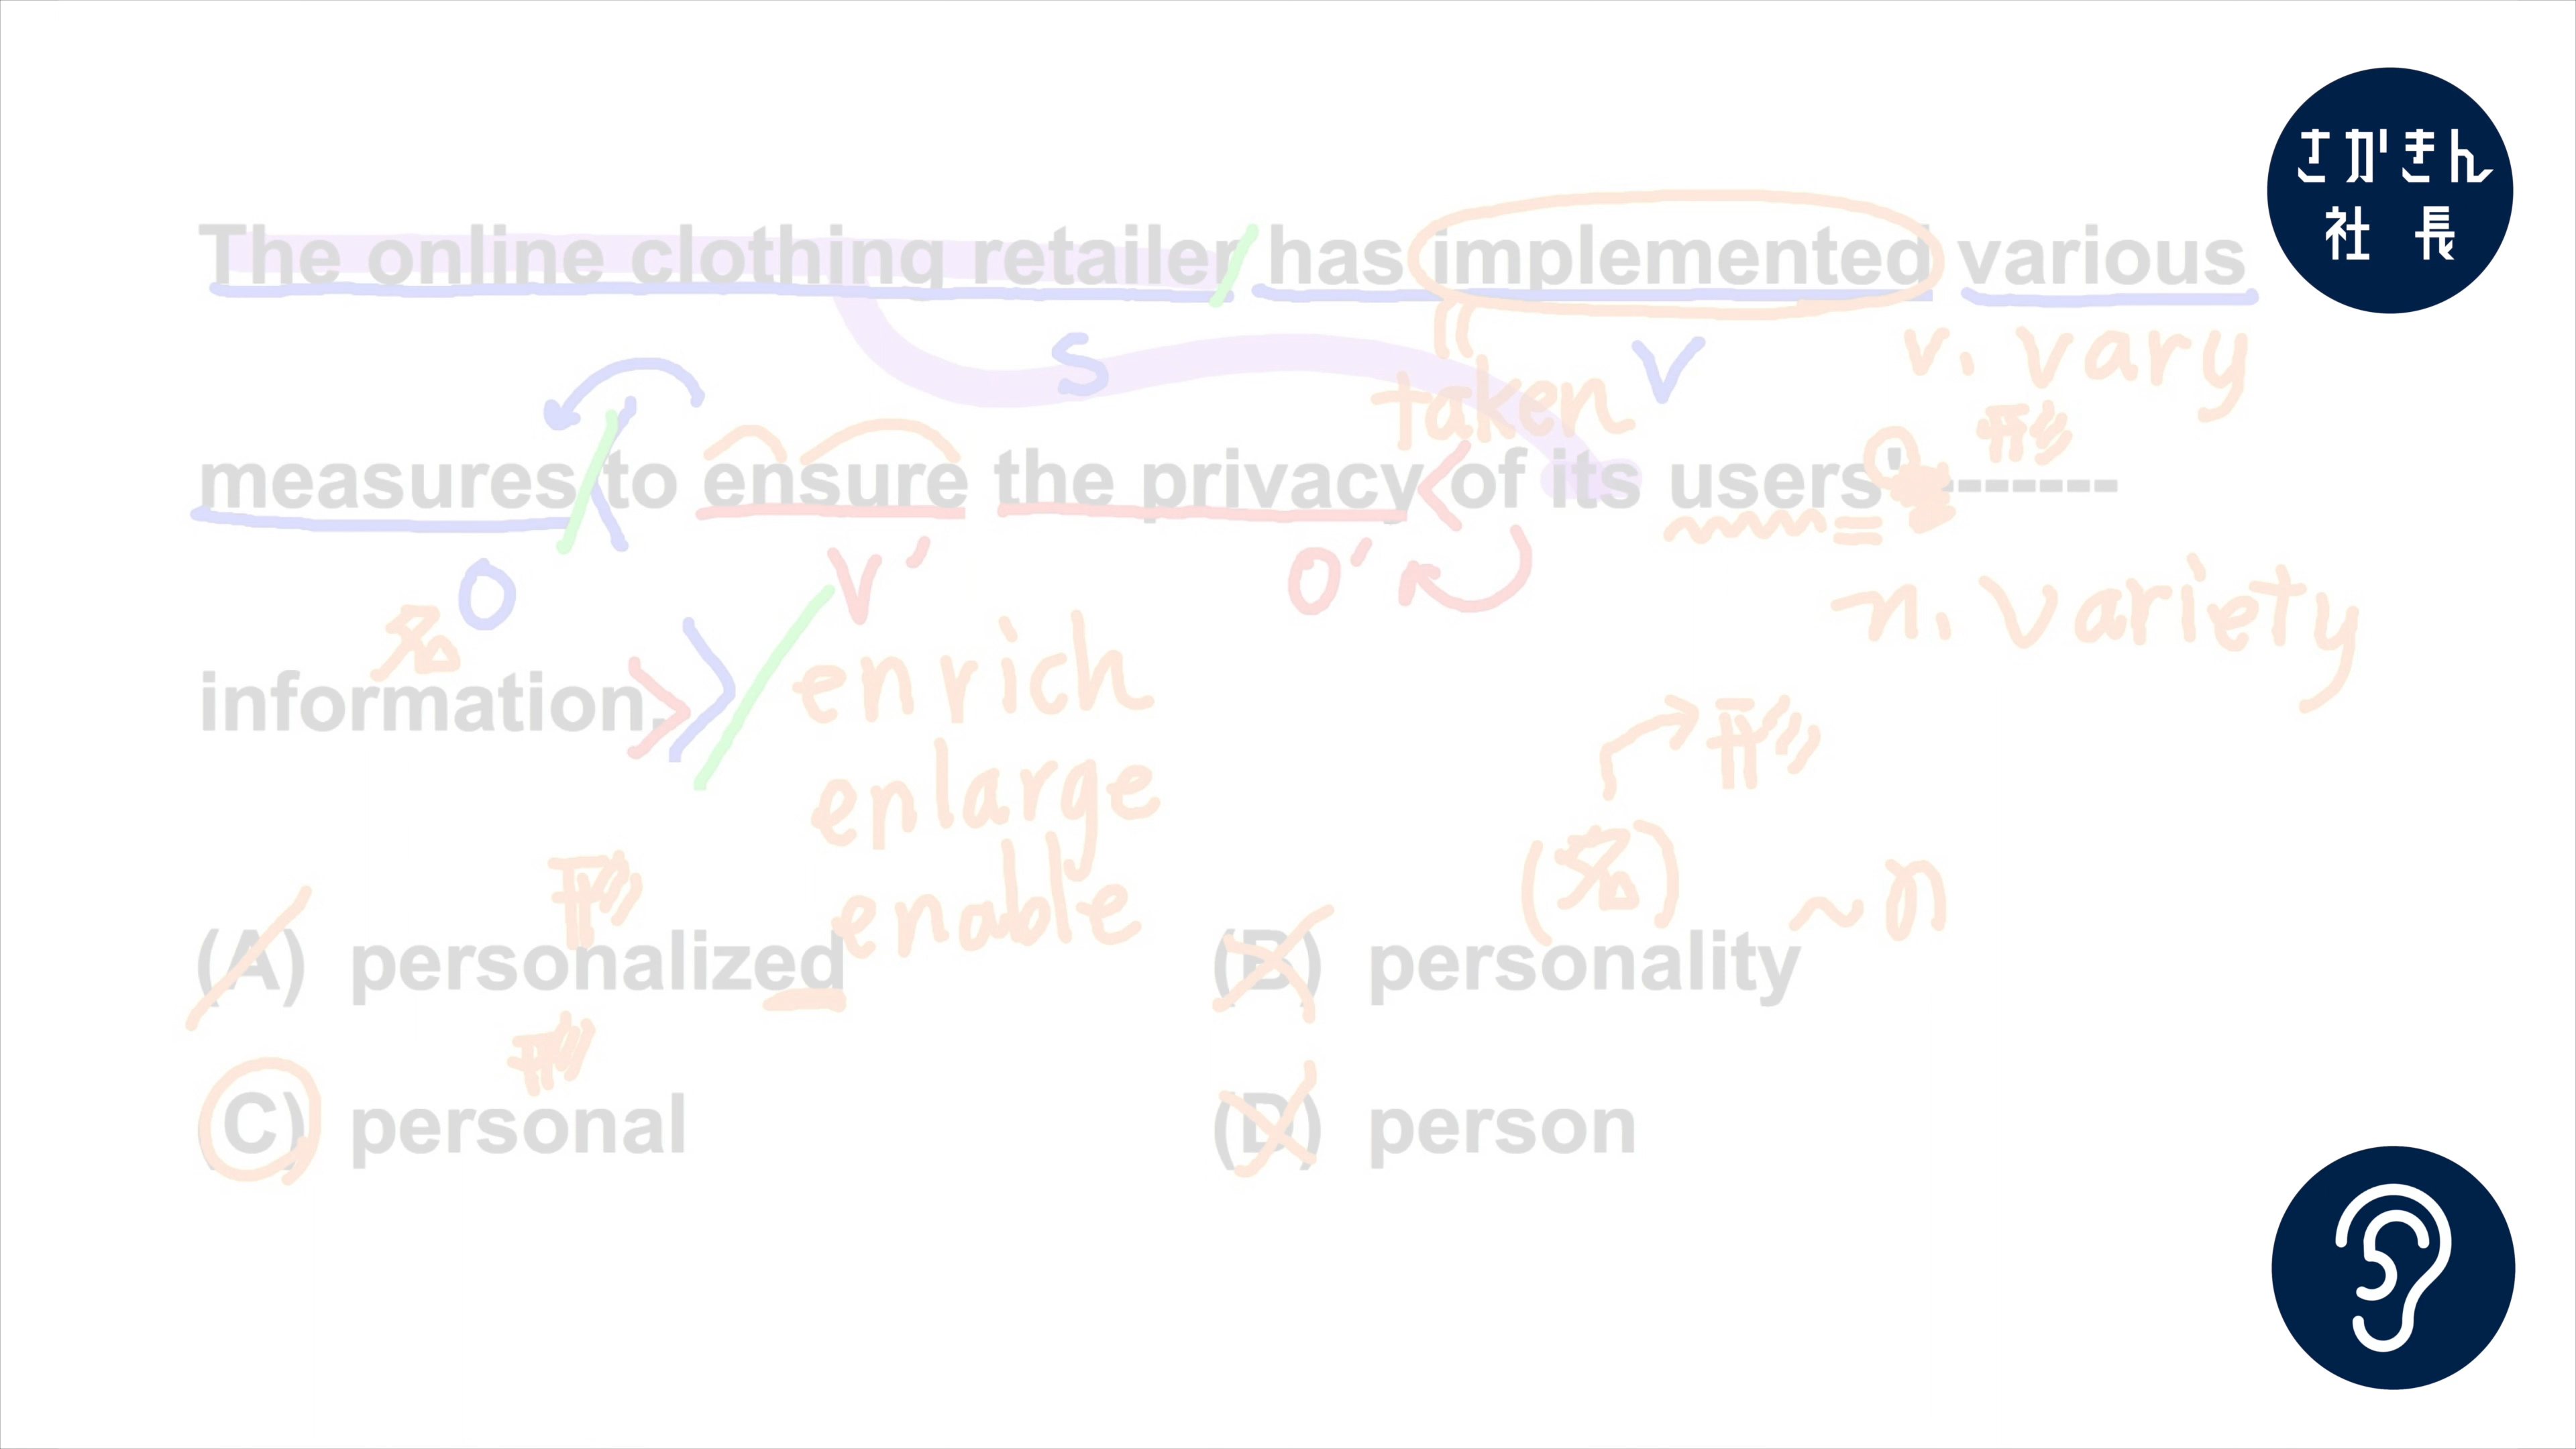 さかきん
社長
The online clothing retailer has implemented various
S
V
taken
v. vary
形
measures to ensure the privacy of its users' -------
O
V'
O'
n. variety
名
information.
enrich
enlarge
enable
形
形
(名)
(A) personalized
(B) personality
形
(C) personal
(D) person